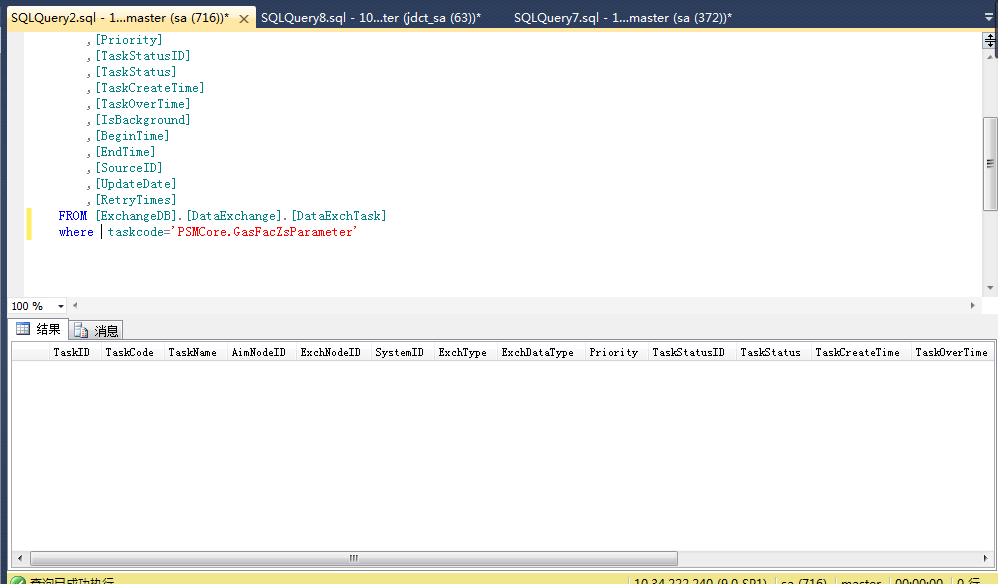 SQLQuery2.sql - 1...master (sa (716))* SQLQuery8.sql - 10...ter (jdct_sa (63))* SQLQuery7.sql - 1...master (sa (372))*
,[Priority]
,[TaskStatusID]
,[TaskStatus]
,[TaskCreateTime]
,[TaskOverTime]
,[IsBackground]
,[BeginTime]
,[EndTime]
,[SourceID]
,[UpdateDate]
,[RetryTimes]
FROM [ExchangeDB].[DataExchange].[DataExchTask]
where taskcode='PSMCore.GasFacZsParameter'
100 %
结果 消息
TaskID TaskCode TaskName AimNodeID ExchNodeID SystemID ExchType ExchDataType Priority TaskStatusID TaskStatus TaskCreateTime TaskOverTime
查询已成功执行 10.34.222.240 (9.0 SP1) sa (716) master 00:00:00 0 行